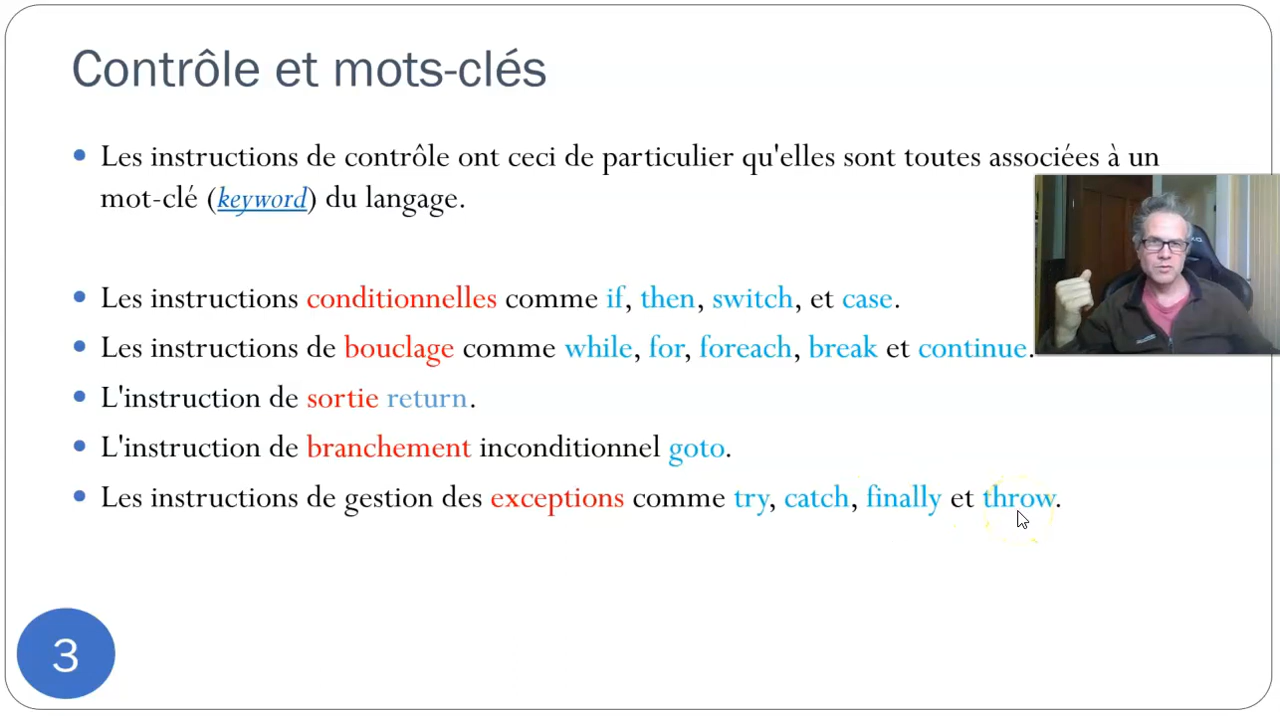 Contrôle et mots-clés
Les instructions de contrôle ont ceci de particulier qu'elles sont toutes associées à un
mot-clé (keyword) du langage.
Les instructions conditionnelles comme if, then, switch, et case.
Les instructions de bouclage comme while, for, foreach, break et continue.
L'instruction de sortie return.
L'instruction de branchement inconditionnel goto.
Les instructions de gestion des exceptions comme try, catch, finally et throw.
3